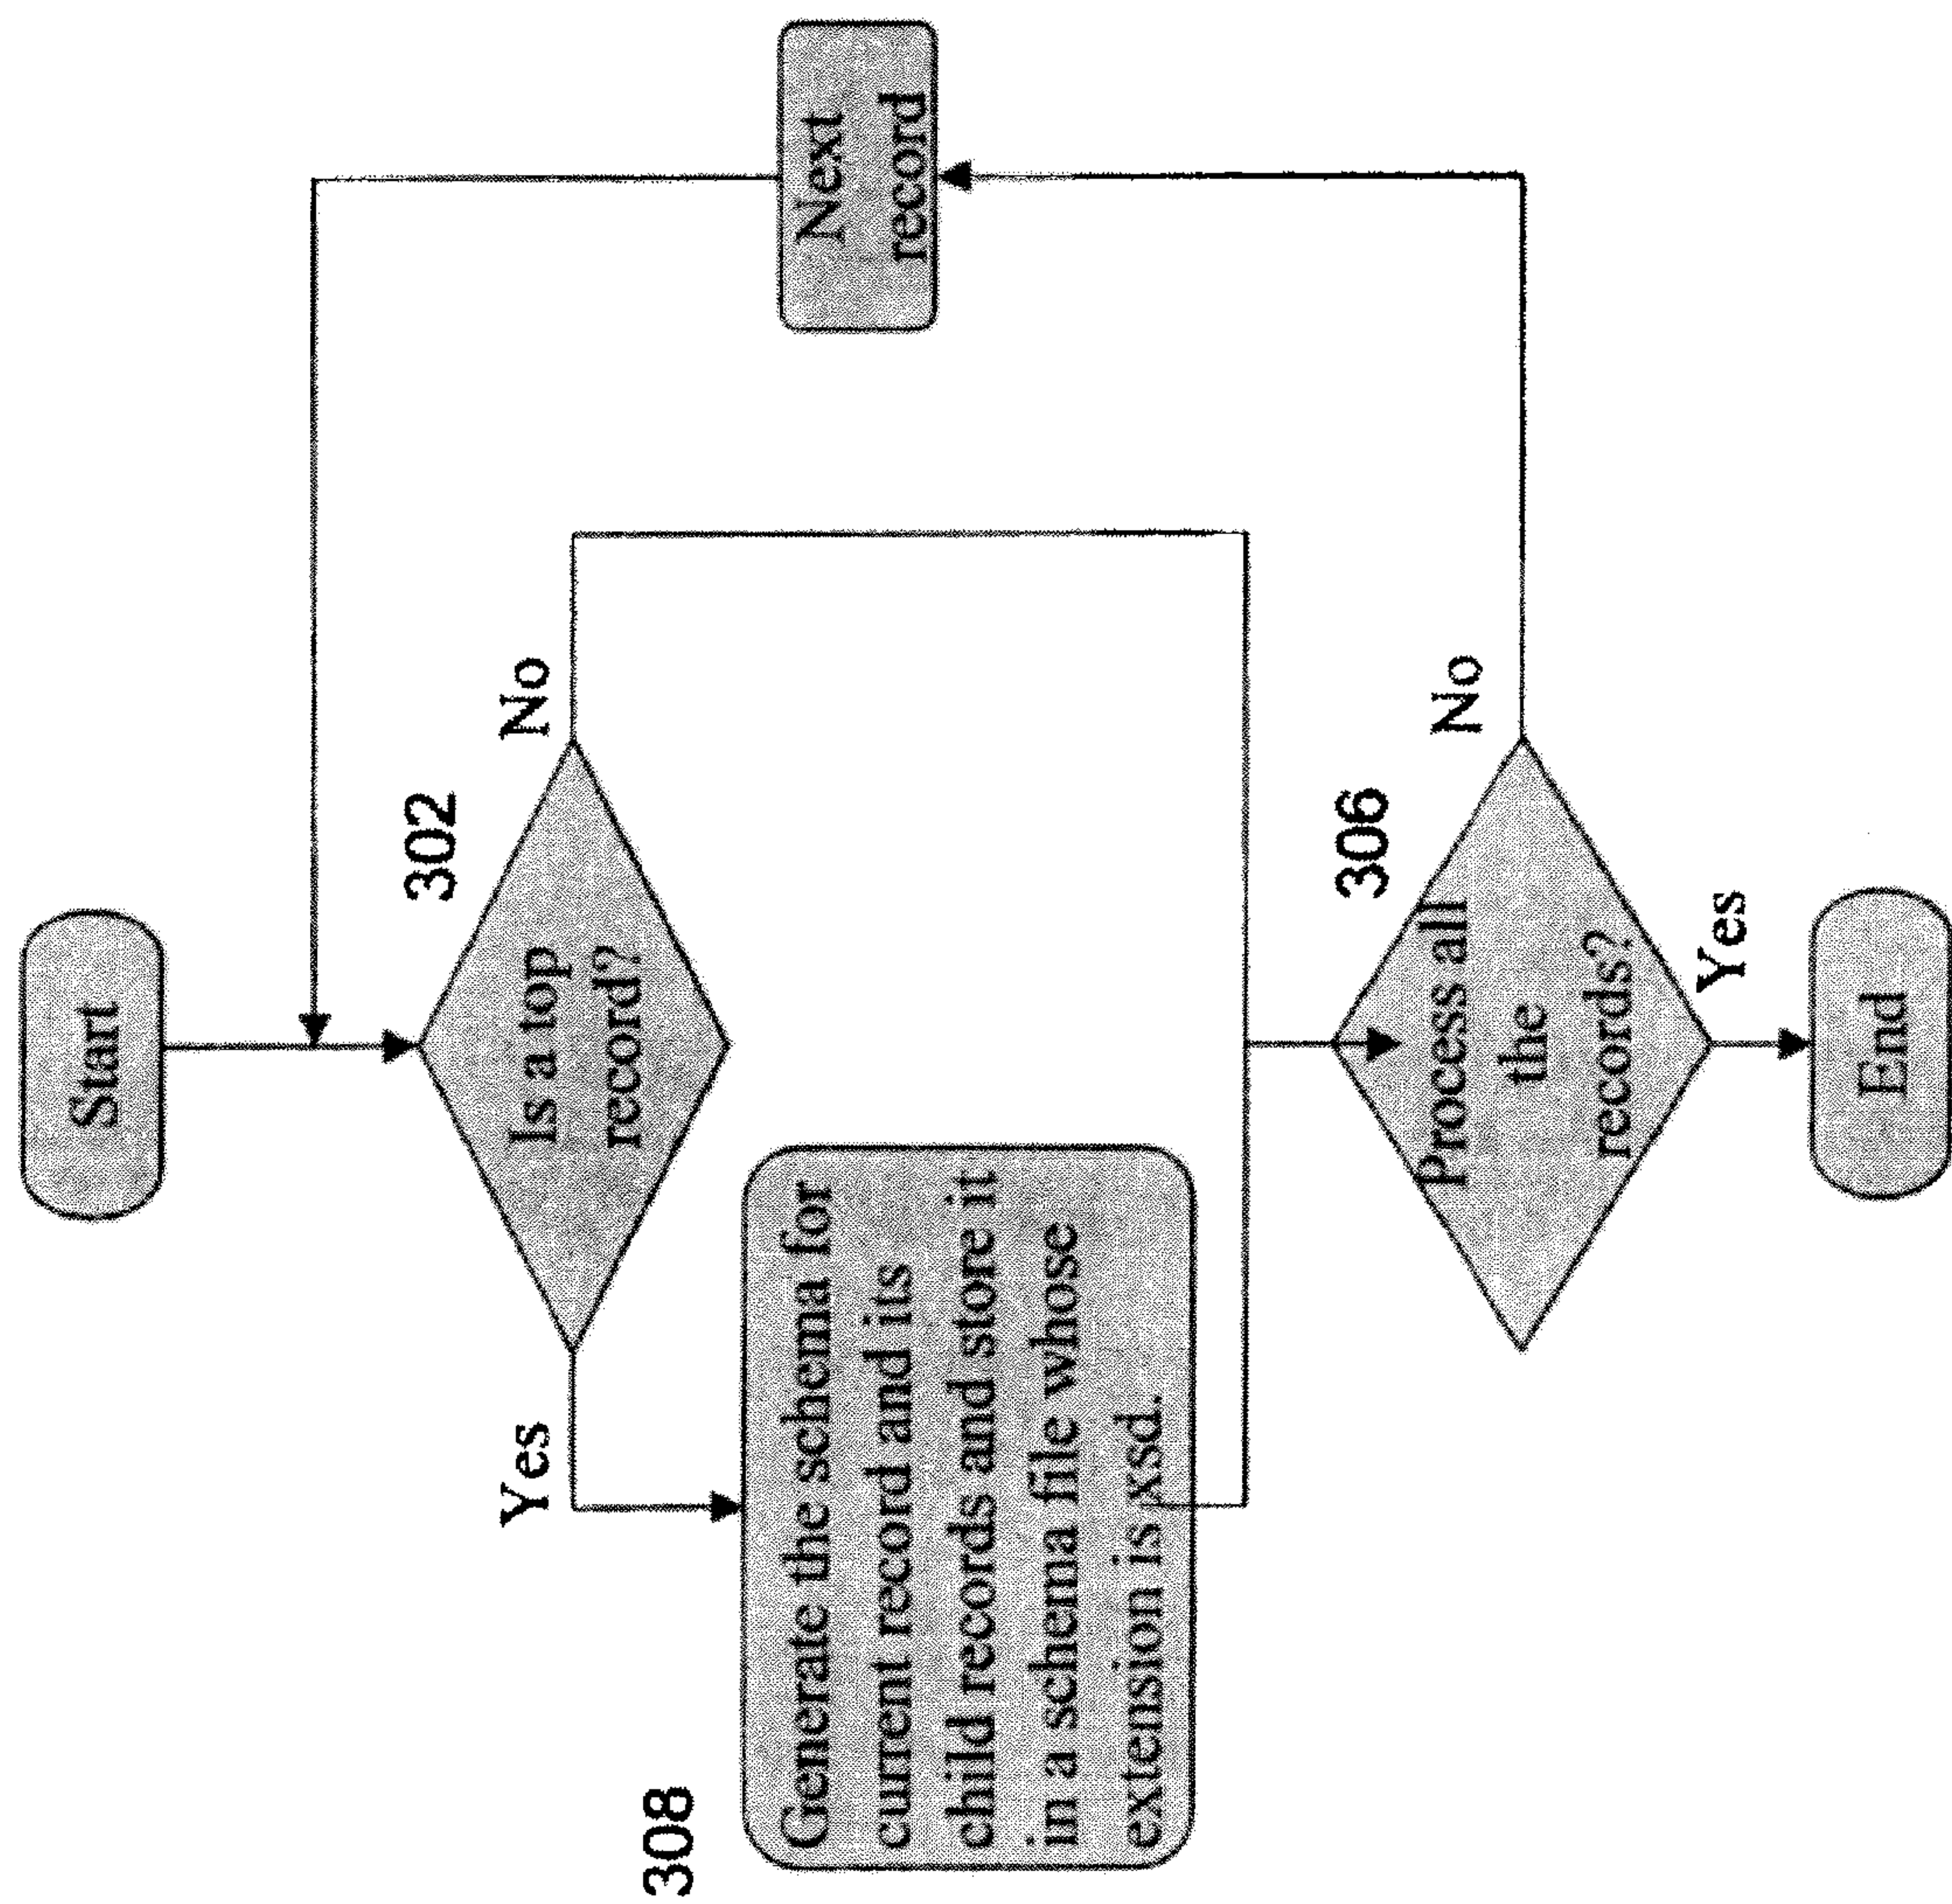 Start
302
Is a top
record?
Yes
No
308
Generate the schema for
current record and its
child records and store it
in a schema file whose
extension is xsd.
Next
record
306
Process all
the
records?
No
Yes
End